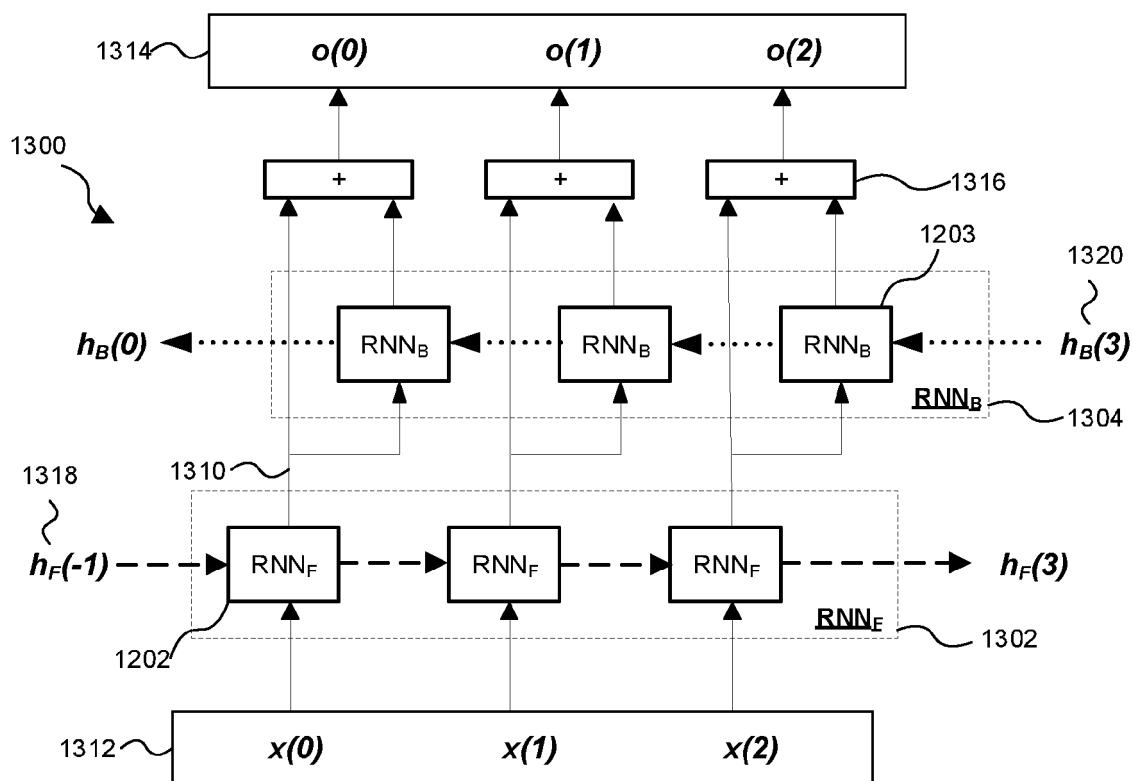 1314 o(0) o(1) o(2)
1300
+ + + 1316
1203
1320
h_B(0) RNN_B RNN_B RNN_B h_B(3)
RNN_B
1304
1310
1318
h_F(-1) RNN_F RNN_F RNN_F h_F(3)
RNN_F
1202 1302
1312 x(0) x(1) x(2)